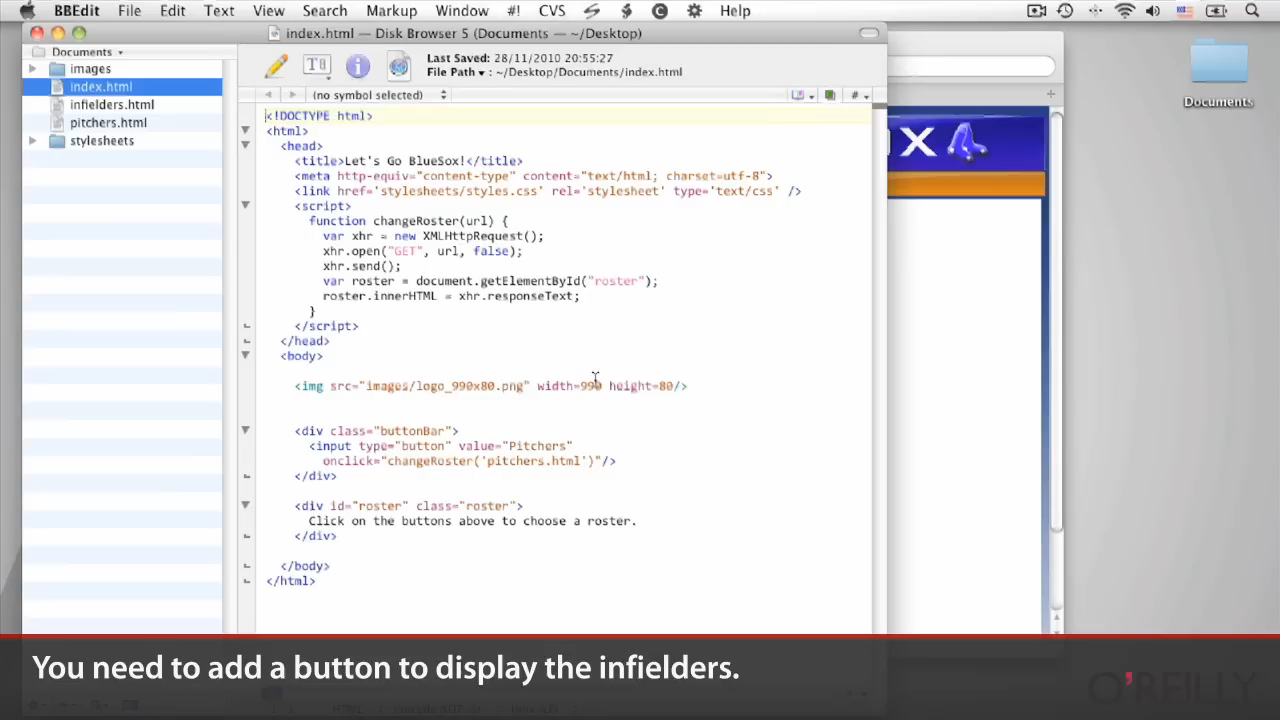 BBEdit File Edit Text View Search Markup Window #! CVS Help
index.html — Disk Browser 5 (Documents — ~/Desktop)
Documents
images
index.html
infielders.html
pitchers.html
stylesheets
Last Saved: 28/11/2010 20:55:27
File Path : ~/Desktop/Documents/index.html
(no symbol selected)
#
<!DOCTYPE html>
<html>
<head>
<title>Let's Go BlueSox!</title>
<meta http-equiv="content-type" content="text/html; charset=utf-8">
<link href='stylesheets/styles.css' rel='stylesheet' type='text/css' />
<script>
function changeRoster(url) {
var xhr = new XMLHttpRequest();
xhr.open("GET", url, false);
xhr.send();
var roster = document.getElementById("roster");
roster.innerHTML = xhr.responseText;
}
</script>
</head>
<body>
<img src="images/logo_990x80.png" width=990 height=80/>
<div class="buttonBar">
<input type="button" value="Pitchers"
onclick="changeRoster('pitchers.html')"/>
</div>
<div id="roster" class="roster">
Click on the buttons above to choose a roster.
</div>
</body>
</html>
X
Documents
You need to add a button to display the infielders.
O'REILLY